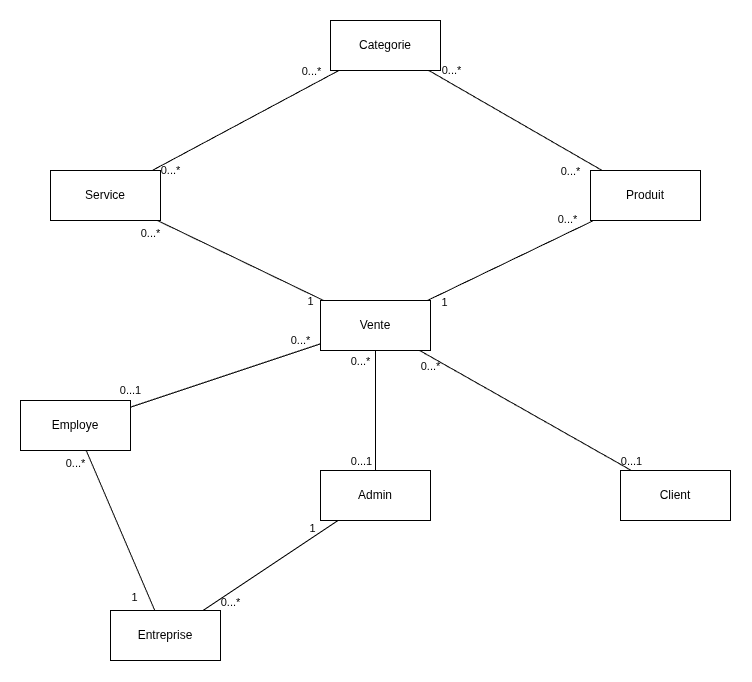 Categorie
0...*
0...*
0...*
0...*
Service
Produit
0...*
0...*
1
1
Vente
0...*
0...*
0...*
0...1
Employe
0...*
0...1
0...1
Admin
Client
1
1
0...*
Entreprise